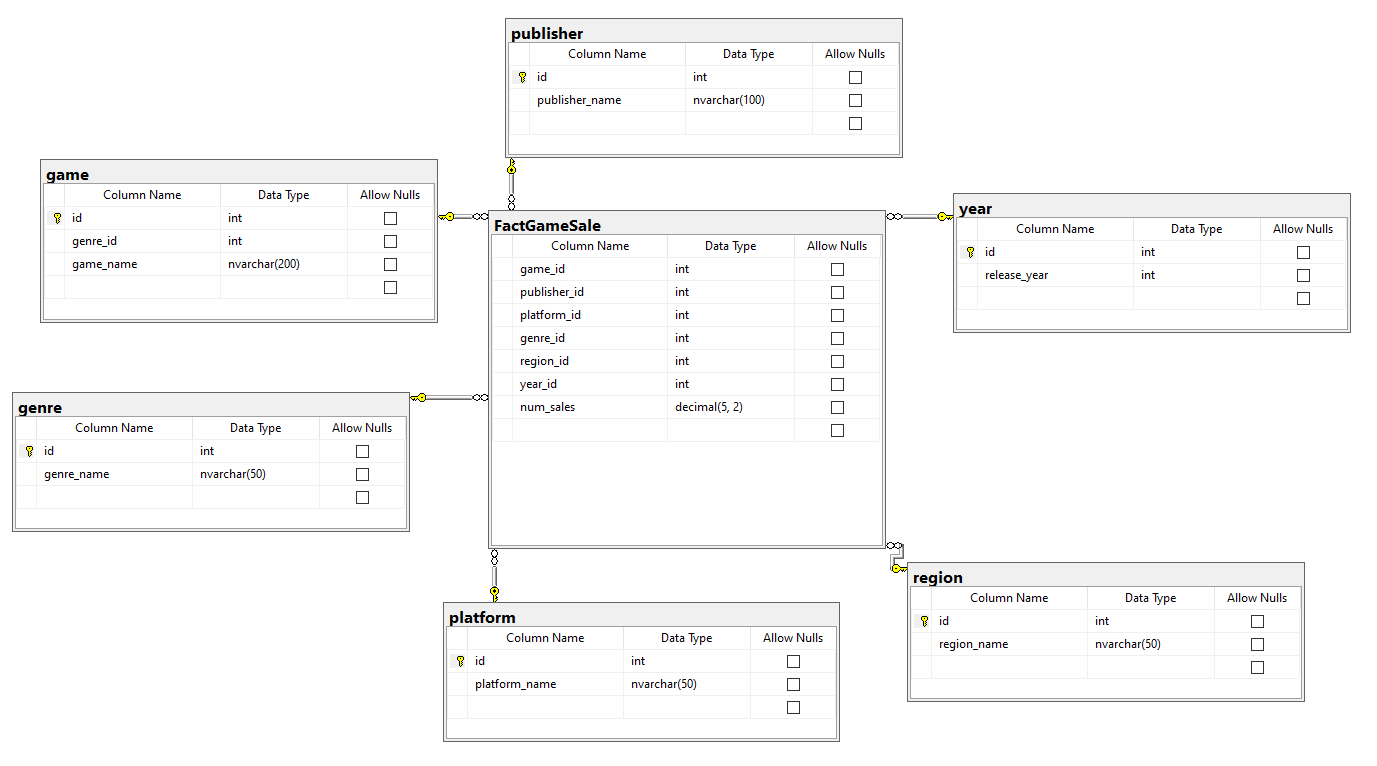 publisher
Column Name Data Type Allow Nulls
id int
publisher_name nvarchar(100)
game
Column Name Data Type Allow Nulls
id int
genre_id int
game_name nvarchar(200)
FactGameSale
Column Name Data Type Allow Nulls
game_id int
publisher_id int
platform_id int
genre_id int
region_id int
year_id int
num_sales decimal(5, 2)
year
Column Name Data Type Allow Nulls
id int
release_year int
genre
Column Name Data Type Allow Nulls
id int
genre_name nvarchar(50)
platform
Column Name Data Type Allow Nulls
id int
platform_name nvarchar(50)
region
Column Name Data Type Allow Nulls
id int
region_name nvarchar(50)